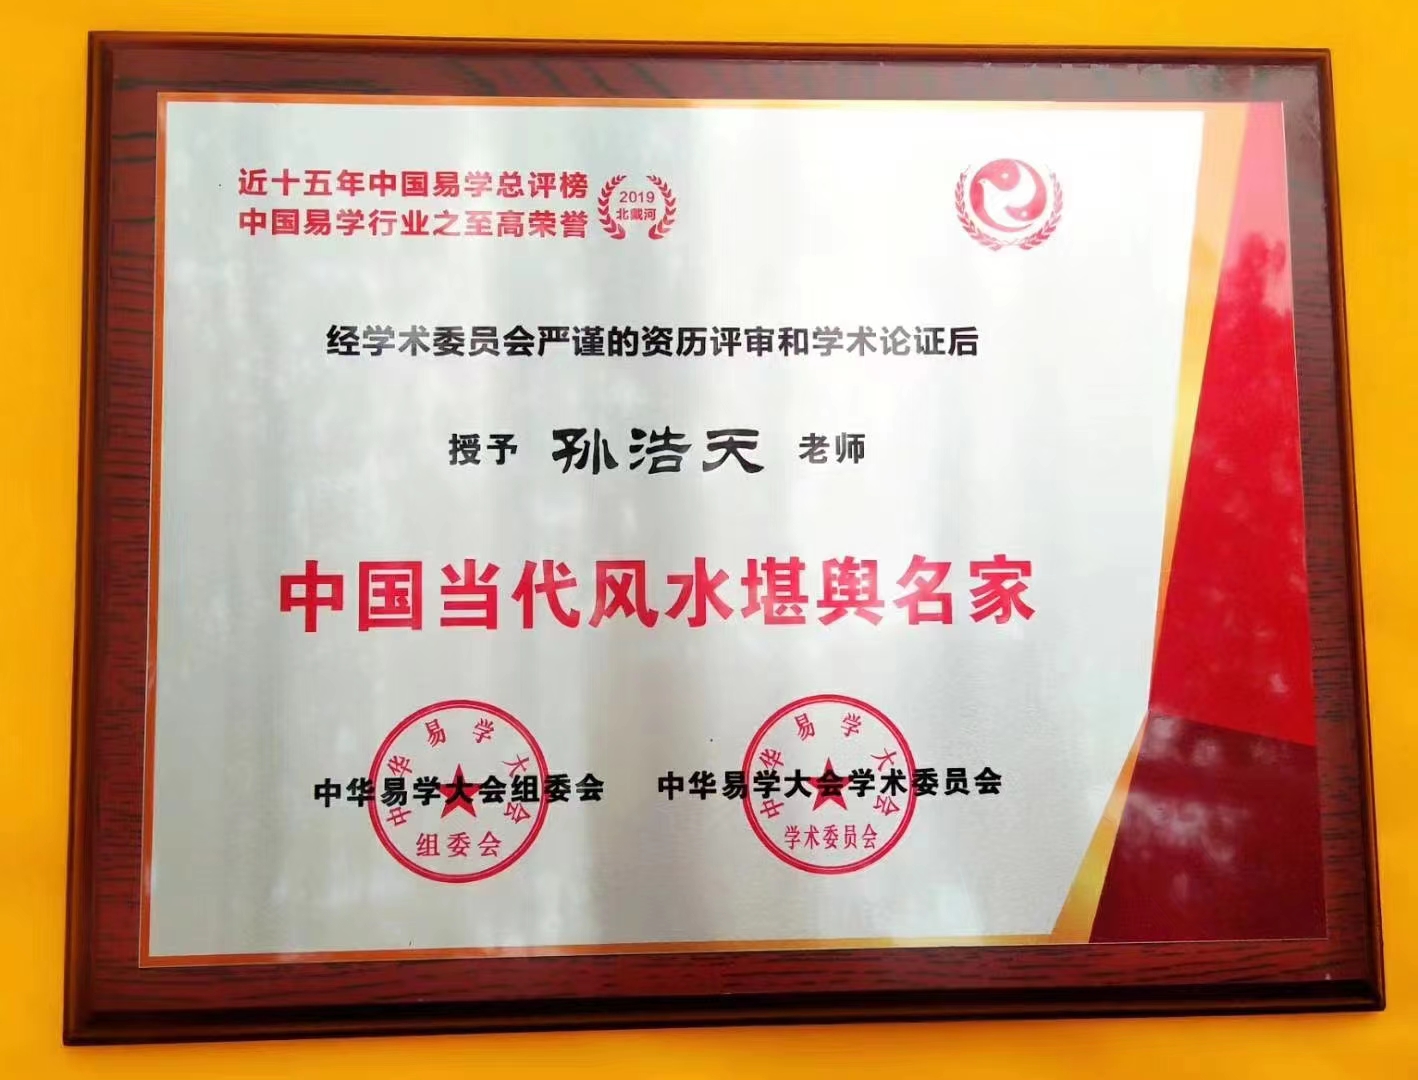 近十五年中国易学总评榜
中国易学行业之至高荣誉
2019
北戴河
经学术委员会严谨的资历评审和学术论证后
授予 孙浩天 老师
中国当代风水堪舆名家
中华易学大会组委会
中华易学大会
组委会
中华易学大会学术委员会
中华易学大会
学术委员会